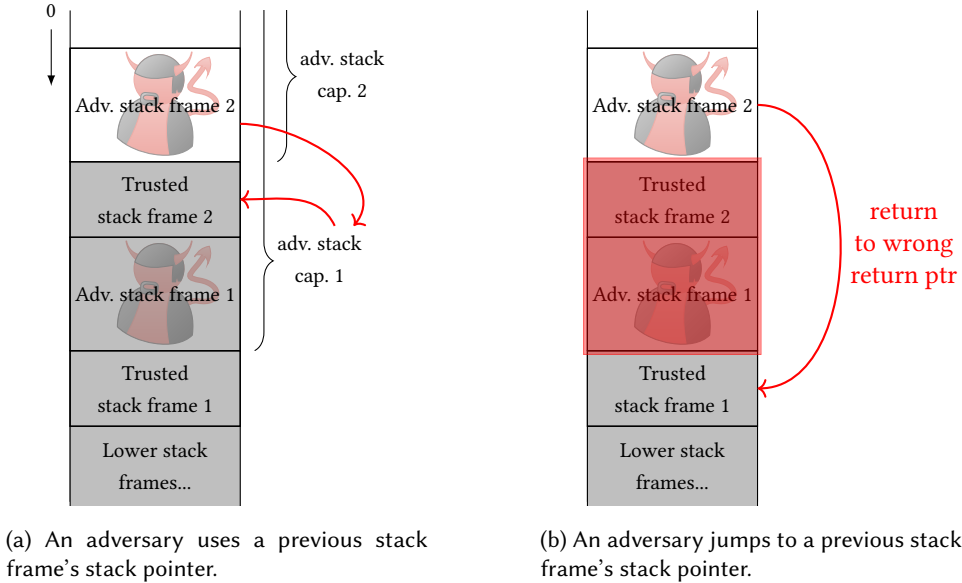 0
adv. stack
cap. 2
Adv. stack frame 2
Trusted
stack frame 2
adv. stack
cap. 1
Adv. stack frame 1
Trusted
stack frame 1
Lower stack
frames...
(a) An adversary uses a previous stack
frame's stack pointer.
Adv. stack frame 2
Trusted
stack frame 2
return
to wrong
return ptr
Adv. stack frame 1
Trusted
stack frame 1
Lower stack
frames...
(b) An adversary jumps to a previous stack
frame's stack pointer.